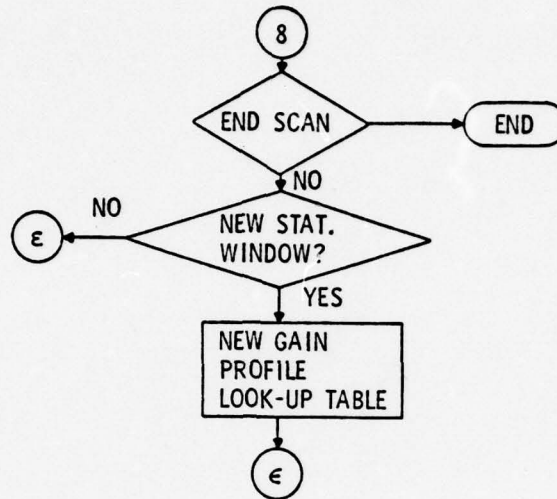 8
END SCAN
END
NO
NO
NEW STAT.
WINDOW?
ε
YES
NEW GAIN
PROFILE
LOOK-UP TABLE
ϵ